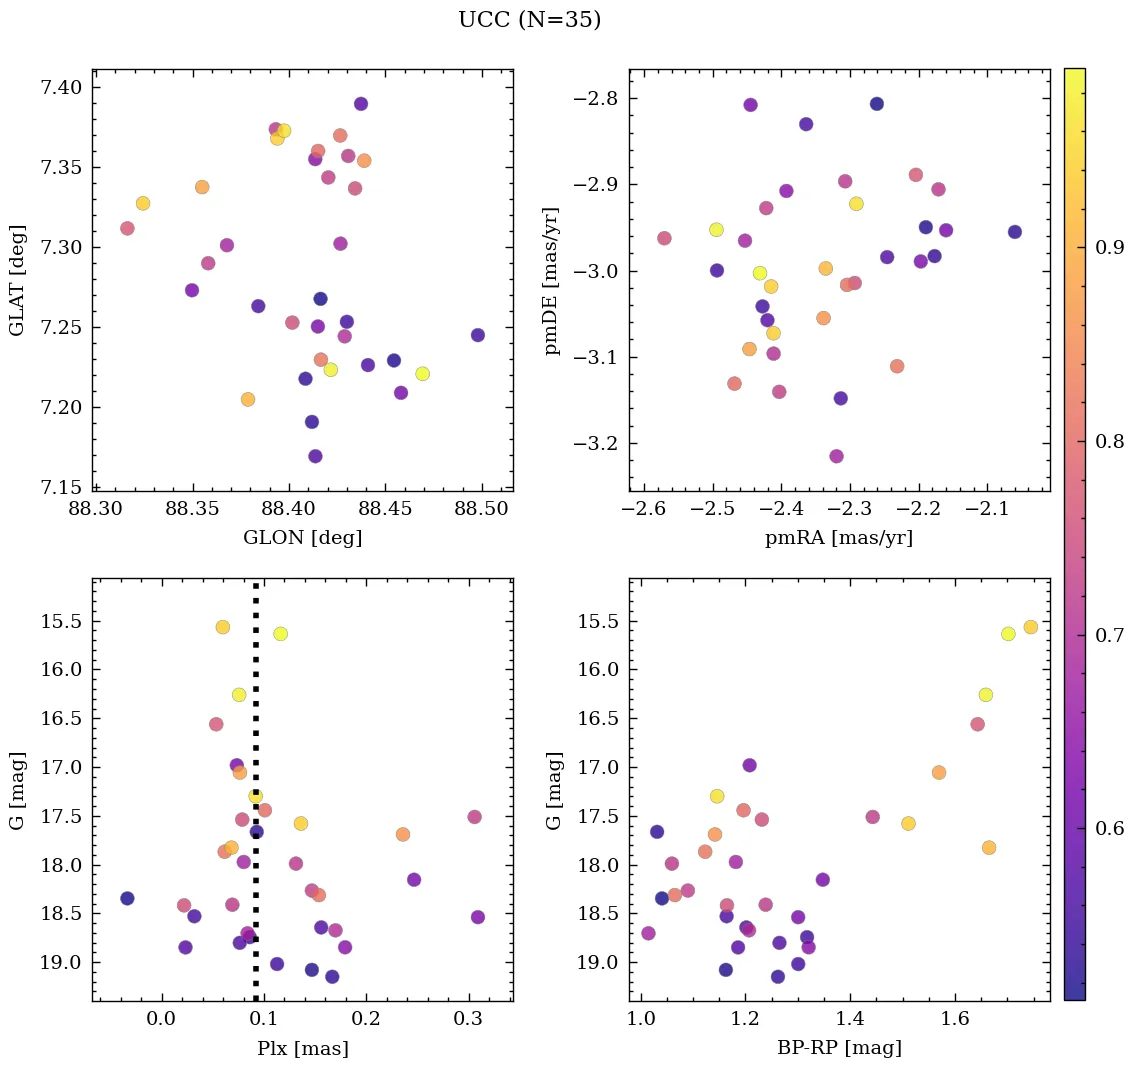 UCC (N=35)
7.40
7.35
7.30
7.25
7.20
7.15
GLAT [deg]
88.30 88.35 88.40 88.45 88.50
GLON [deg]
−2.8
−2.9
−3.0
−3.1
−3.2
pmDE [mas/yr]
−2.6 −2.5 −2.4 −2.3 −2.2 −2.1
pmRA [mas/yr]
0.9
0.8
0.7
0.6
15.5
16.0
16.5
17.0
17.5
18.0
18.5
19.0
G [mag]
0.0 0.1 0.2 0.3
Plx [mas]
15.5
16.0
16.5
17.0
17.5
18.0
18.5
19.0
G [mag]
1.0 1.2 1.4 1.6
BP-RP [mag]